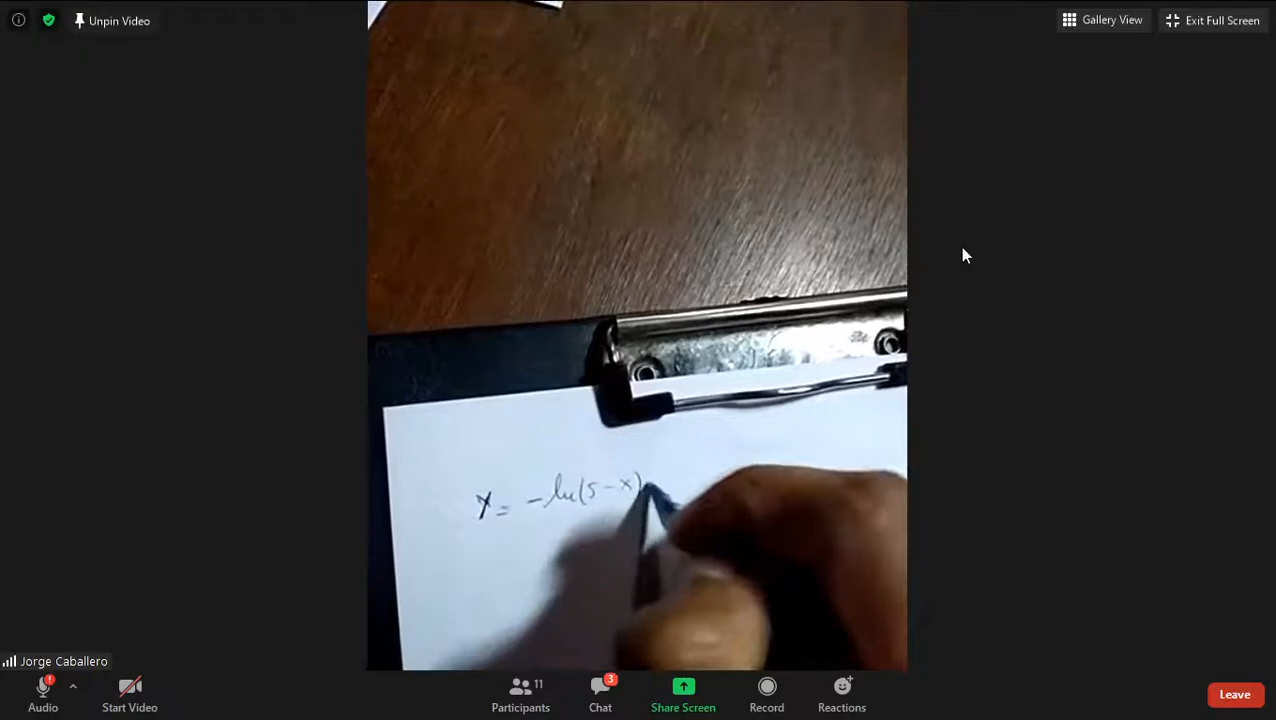 Unpin Video
Gallery View
Exit Full Screen
y = -ln(5-x)
Jorge Caballero
Audio
Start Video
11
Participants
3
Chat
Share Screen
Record
Reactions
Leave